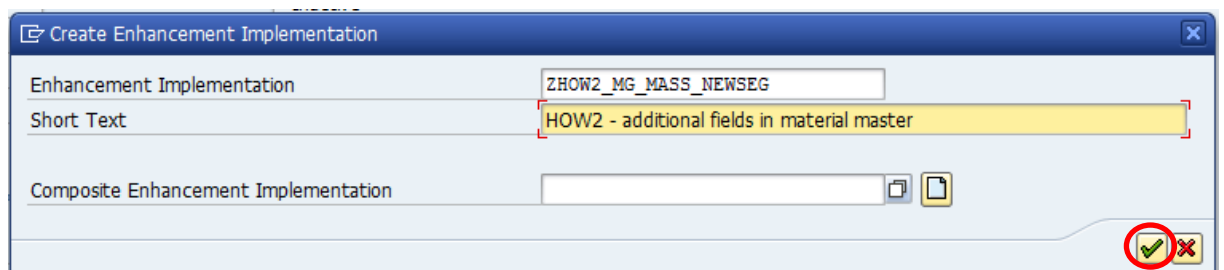 Create Enhancement Implementation
Enhancement Implementation ZHOW2_MG_MASS_NEWSEG
Short Text HOW2 - additional fields in material master
Composite Enhancement Implementation